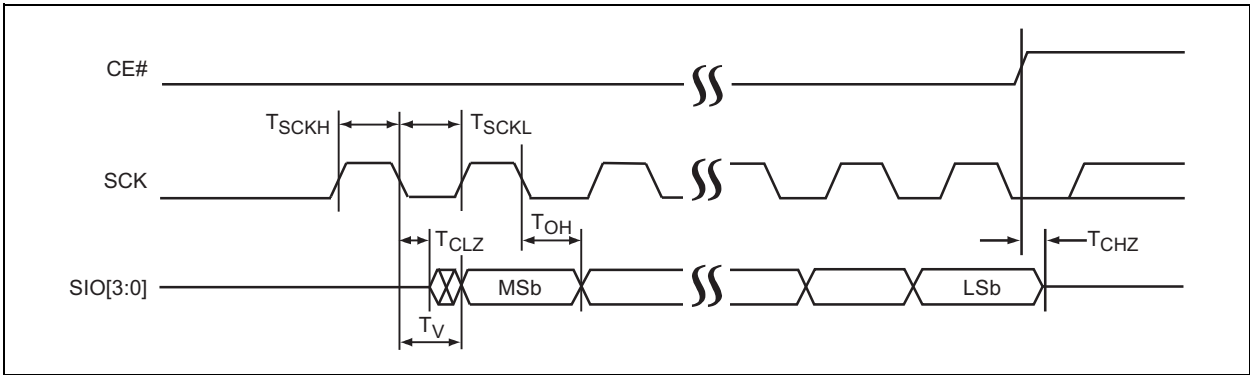 CE#
TSCKH
TSCKL
SCK
TOH
TCLZ
TCHZ
SIO[3:0]
MSb
LSb
TV